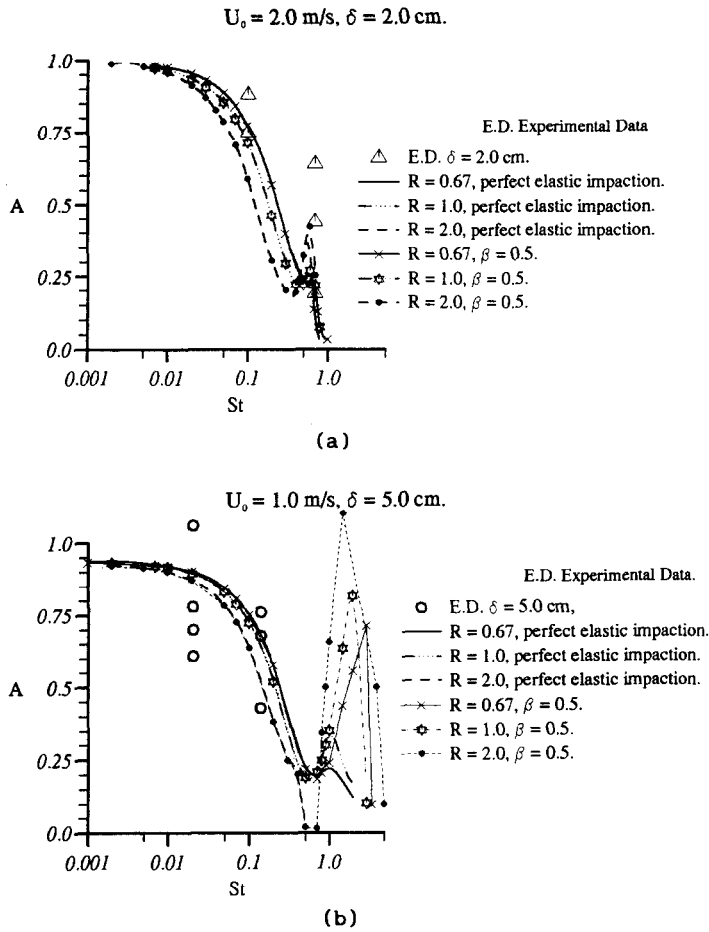 U₀ = 2.0 m/s, δ = 2.0 cm.
1.0
0.75
A
0.5
0.25
0.0
0.001
0.01
0.1
1.0
St
E.D. Experimental Data
E.D. δ = 2.0 cm.
R = 0.67, perfect elastic impaction.
R = 1.0, perfect elastic impaction.
R = 2.0, perfect elastic impaction.
R = 0.67, β = 0.5.
R = 1.0, β = 0.5.
R = 2.0, β = 0.5.
(a)
U₀ = 1.0 m/s, δ = 5.0 cm.
1.0
0.75
A
0.5
0.25
0.0
0.001
0.01
0.1
1.0
St
E.D. Experimental Data.
E.D. δ = 5.0 cm,
R = 0.67, perfect elastic impaction.
R = 1.0, perfect elastic impaction.
R = 2.0, perfect elastic impaction.
R = 0.67, β = 0.5.
R = 1.0, β = 0.5.
R = 2.0, β = 0.5.
(b)